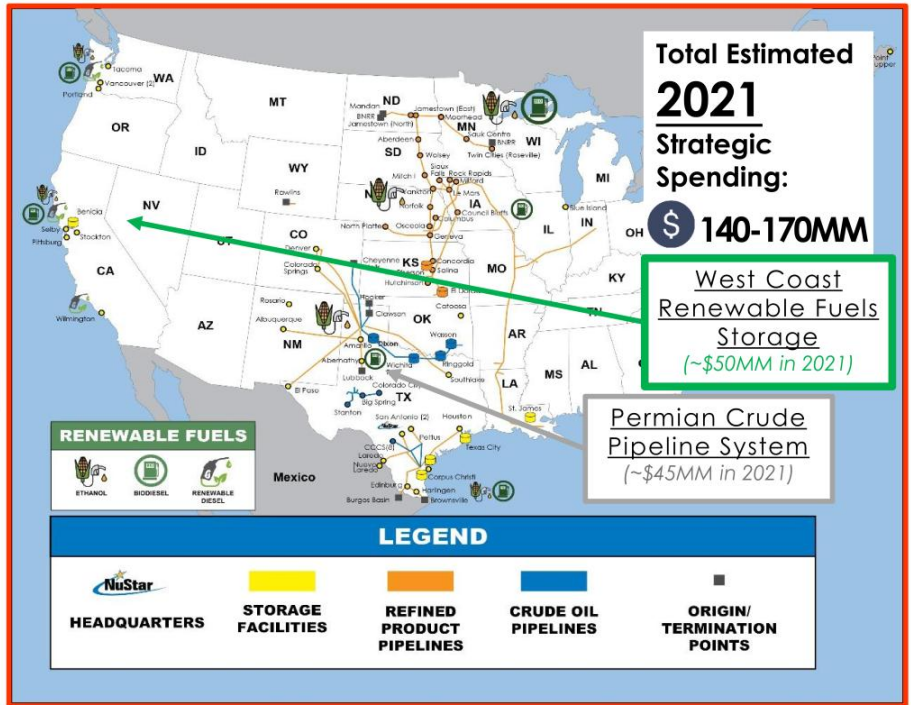 Total Estimated
2021
Strategic
Spending:
$ 140-170MM
West Coast
Renewable Fuels
Storage
(~$50MM in 2021)
Permian Crude
Pipeline System
(~$45MM in 2021)
Tacoma
WA
Vancouver (2)
Portland
OR
MT
ID
WY
Rawlins
NV
Benicia
Selby
Pittsburg
Stockton
CA
Wilmington
AZ
CO
Denver
Colorado
Springs
Rosario
Albuquerque
NM
El Paso
ND
Mandan
BNRR
Jamestown (East)
Jamestown (North)
Moorhead
MN
Sauk Centre
BNRR
Twin Cities (Roseville)
WI
Aberdeen
SD
Wolsey
Sioux
Falls
Rock Rapids
Milford
Yankton
Le Mars
Norfolk
IA
Council Bluffs
Columbus
North Platte
Osceola
Geneva
MI
Blue Island
IL
IN
OH
KY
MO
KS
Concordia
Salina
Hutchinson
Cheyenne
Hooker
Clawson
Catoosa
OK
Wasson
Ringgold
Southlake
Amarillo
Dixon
Abernathy
Wichita
Lubbock
Colorado City
TX
Big Spring
Stanton
San Antonio (2)
Houston
Pettus
Texas City
Laredo
Nuevo
Laredo
Corpus Christi
Edinburg
Harlingen
Burgos Basin
Brownsville
AR
TN
LA
MS
AL
St. James
Mexico
RENEWABLE FUELS
ETHANOL
BIODIESEL
RENEWABLE
DIESEL
LEGEND
NuStar
HEADQUARTERS
STORAGE
FACILITIES
REFINED
PRODUCT
PIPELINES
CRUDE OIL
PIPELINES
ORIGIN/
TERMINATION
POINTS